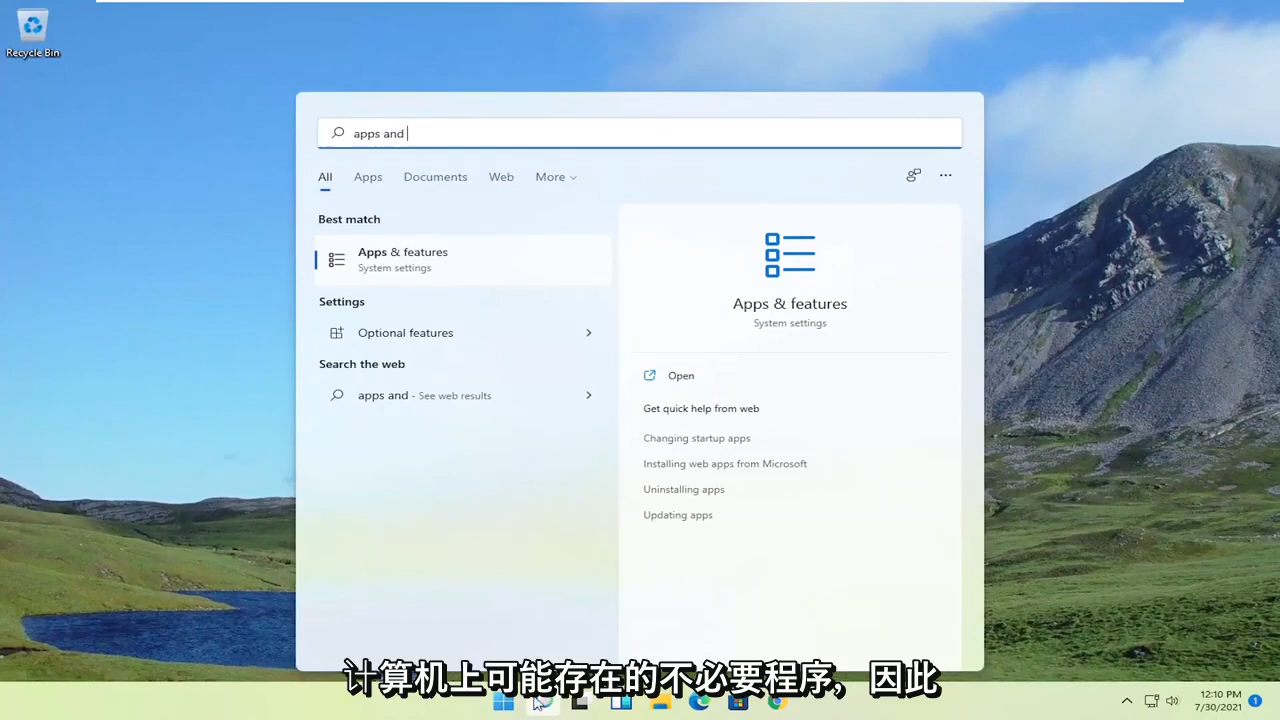 Recycle Bin
apps and
All Apps Documents Web More
Best match
Apps & features
System settings
Settings
Optional features
Search the web
apps and - See web results
Apps & features
System settings
Open
Get quick help from web
Changing startup apps
Installing web apps from Microsoft
Uninstalling apps
Updating apps
计算机上可能存在的不必要程序，因此
12:10 PM
7/30/2021
1